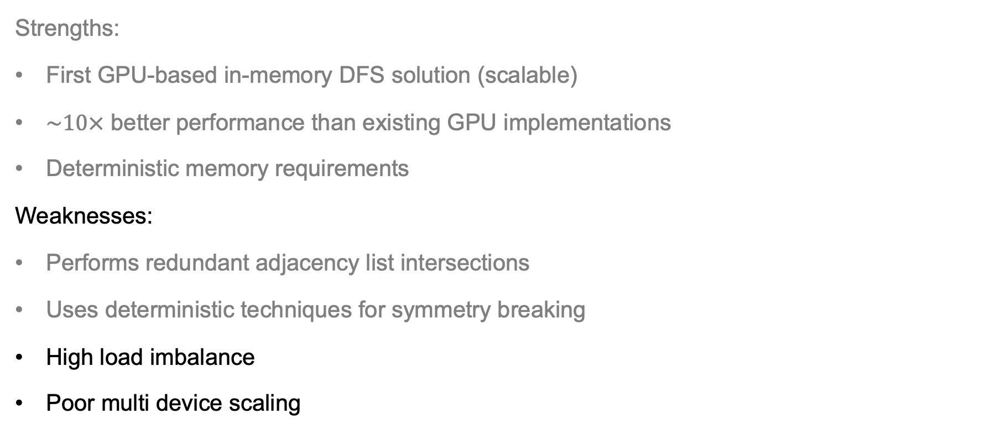 Strengths:
• First GPU-based in-memory DFS solution (scalable)
• ~10× better performance than existing GPU implementations
• Deterministic memory requirements
Weaknesses:
• Performs redundant adjacency list intersections
• Uses deterministic techniques for symmetry breaking
• High load imbalance
• Poor multi device scaling